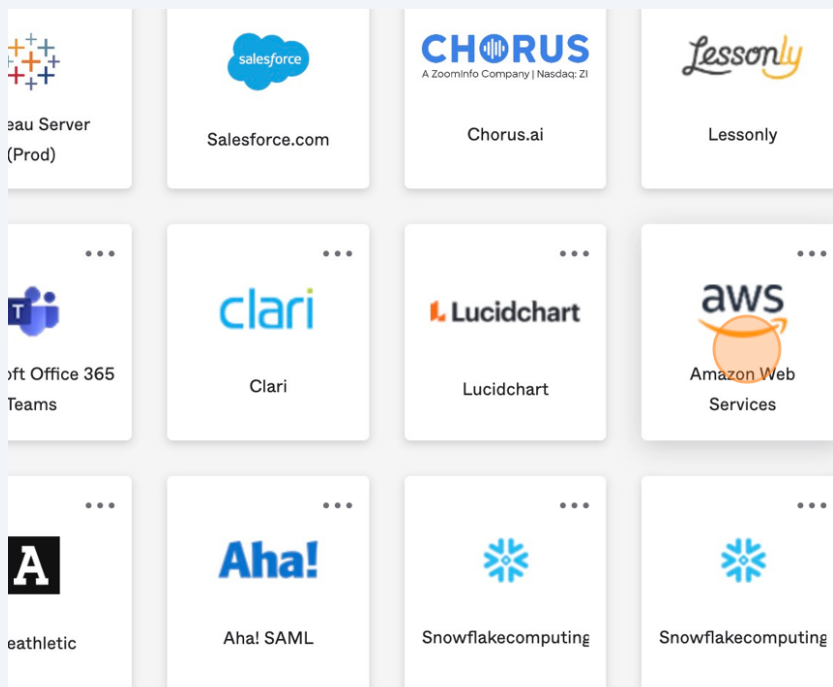 salesforce
CHORUS
A ZoomInfo Company | Nasdaq: ZI
Lessonly
eau Server
(Prod)
Salesforce.com
Chorus.ai
Lessonly
T
clari
Lucidchart
aws
oft Office 365
Teams
Clari
Lucidchart
Amazon Web
Services
A
Aha!
eathletic
Aha! SAML
Snowflakecomputing
Snowflakecomputing